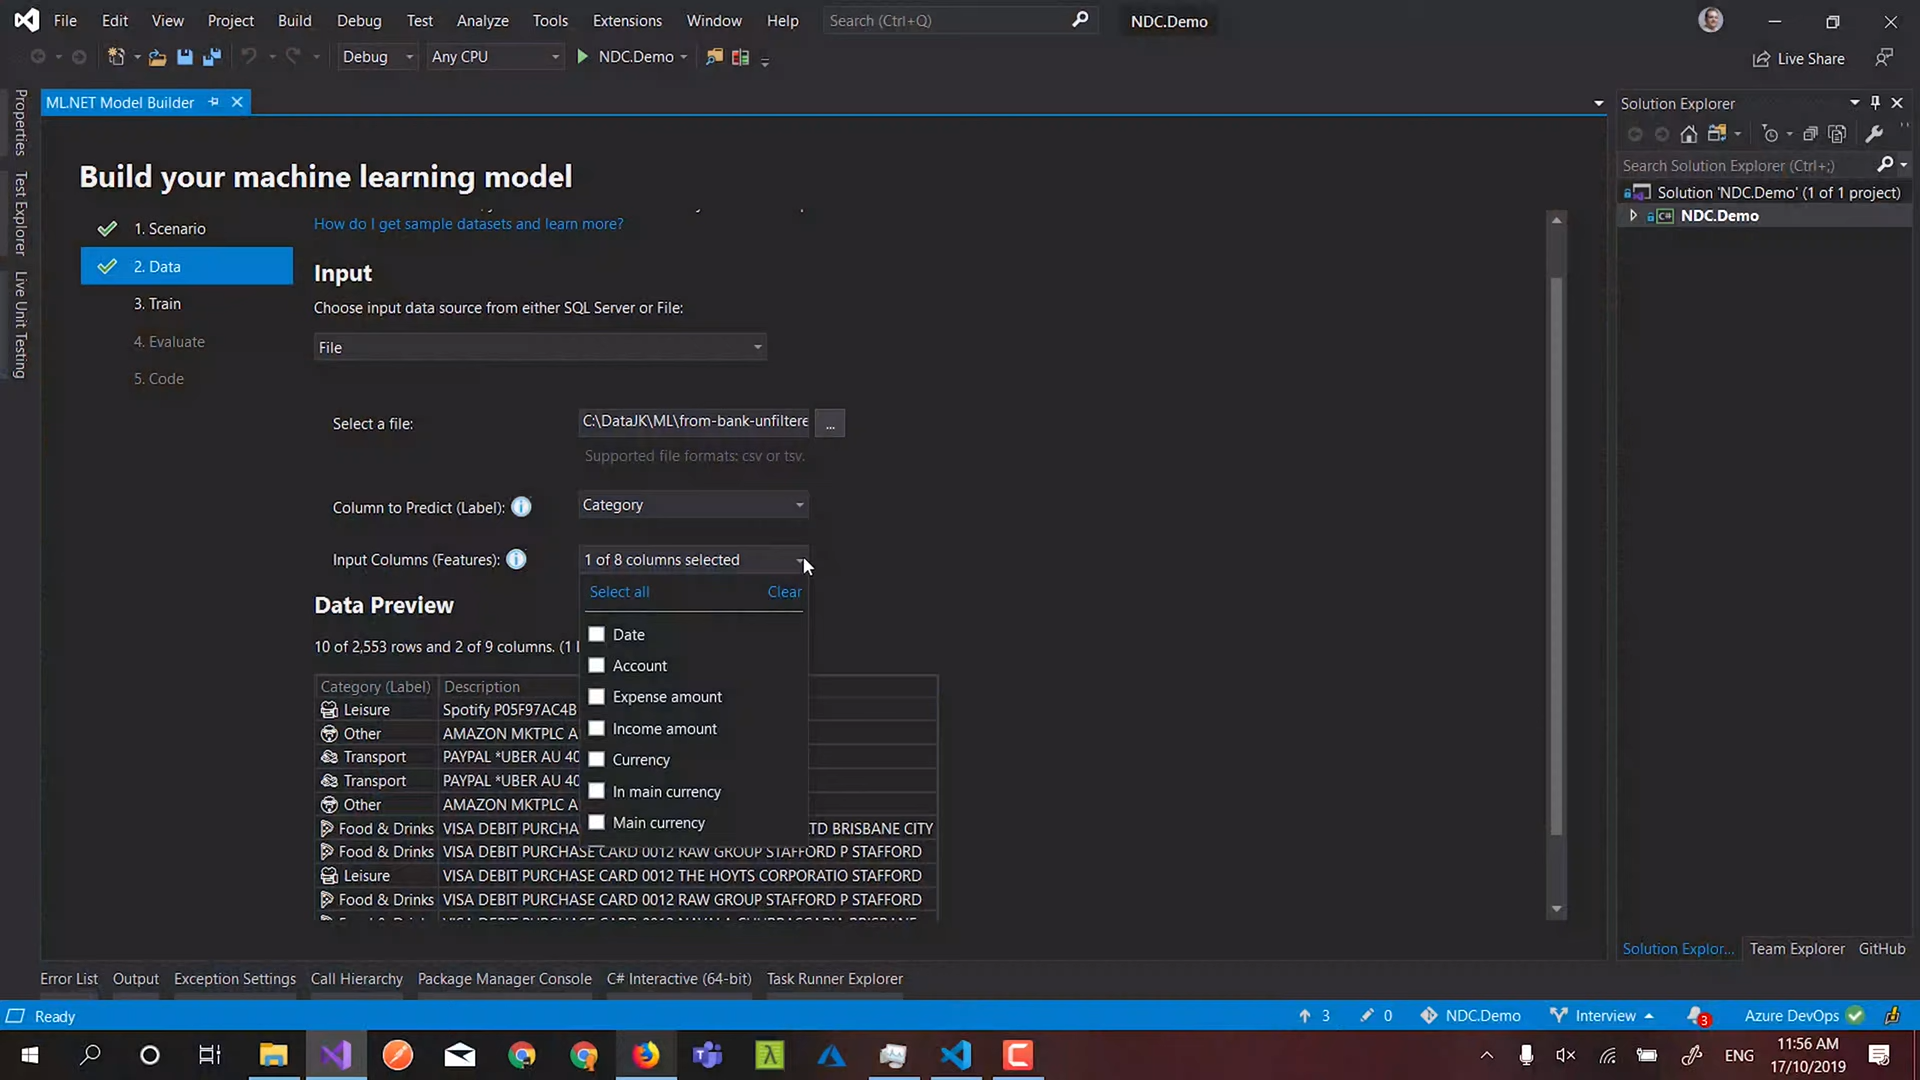 File Edit View Project Build Debug Test Analyze Tools Extensions Window Help Search (Ctrl+Q) NDC.Demo
Debug Any CPU NDC.Demo Live Share
Properties
Test Explorer
Live Unit Testing
ML.NET Model Builder
Build your machine learning model
1. Scenario
2. Data
3. Train
4. Evaluate
5. Code
How do I get sample datasets and learn more?
Input
Choose input data source from either SQL Server or File:
File
Select a file: C:\DataJK\ML\from-bank-unfiltere ...
Supported file formats: csv or tsv.
Column to Predict (Label): Category
Input Columns (Features): 1 of 8 columns selected
Select all Clear
Date
Account
Expense amount
Income amount
Currency
In main currency
Main currency
Data Preview
10 of 2,553 rows and 2 of 9 columns. (1
Category (Label) Description
Leisure Spotify P05F97AC4B
Other AMAZON MKTPLC A
Transport PAYPAL *UBER AU 40
Transport PAYPAL *UBER AU 40
Other AMAZON MKTPLC A
Food & Drinks VISA DEBIT PURCHA TD BRISBANE CITY
Food & Drinks VISA DEBIT PURCHASE CARD 0012 RAW GROUP STAFFORD P STAFFORD
Leisure VISA DEBIT PURCHASE CARD 0012 THE HOYTS CORPORATIO STAFFORD
Food & Drinks VISA DEBIT PURCHASE CARD 0012 RAW GROUP STAFFORD P STAFFORD
Solution Explorer
Search Solution Explorer (Ctrl+;)
Solution 'NDC.Demo' (1 of 1 project)
C# NDC.Demo
Solution Explor... Team Explorer GitHub
Error List Output Exception Settings Call Hierarchy Package Manager Console C# Interactive (64-bit) Task Runner Explorer
Ready 3 0 NDC.Demo Interview 3 Azure DevOps
ENG 11:56 AM
17/10/2019